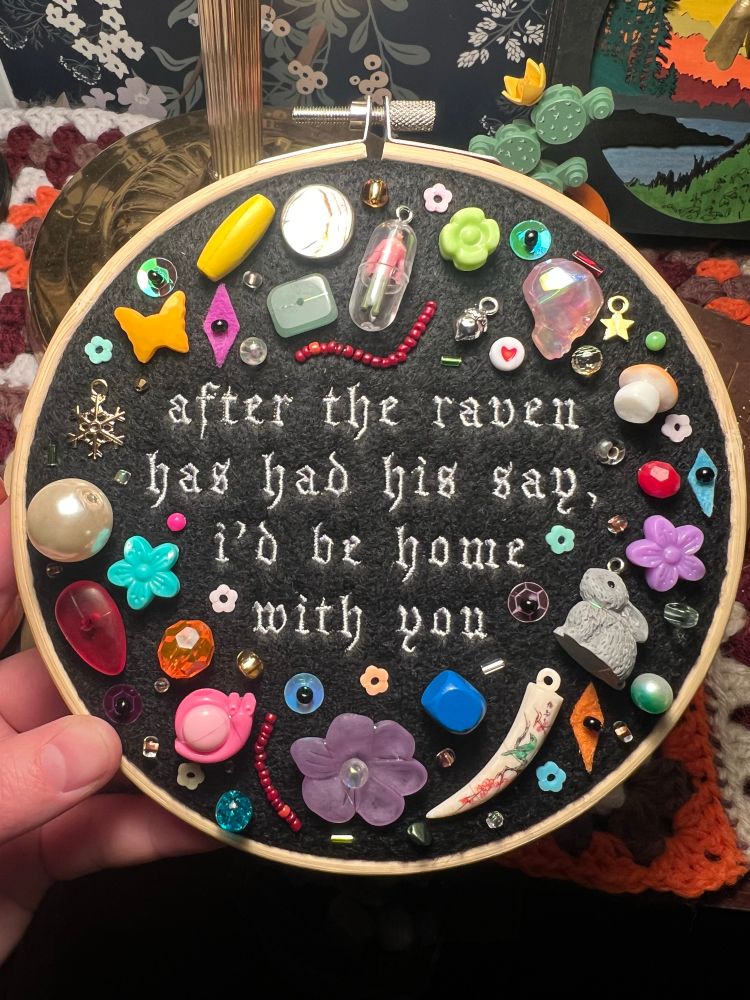 after the raven
has had his say,
i'd be home
with you